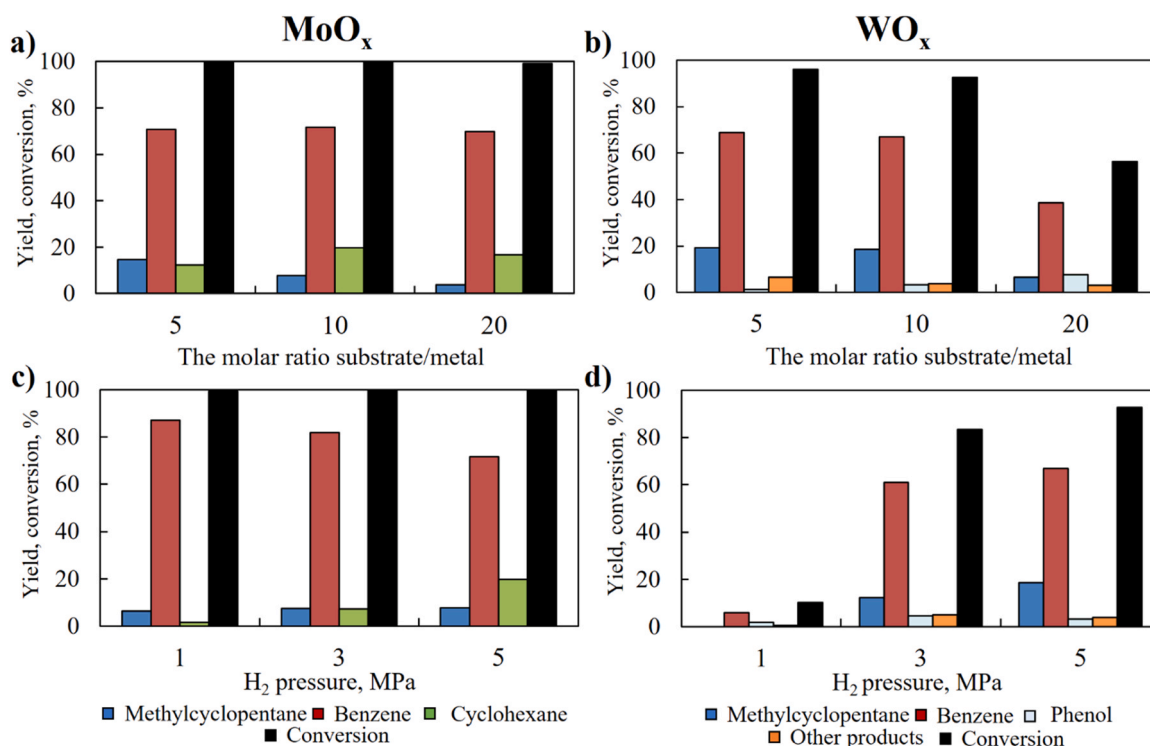 MoOx
WOx
a)
b)
Yield, conversion, %
100
80
60
40
20
0
5 10 20
The molar ratio substrate/metal
Yield, conversion, %
100
80
60
40
20
0
5 10 20
The molar ratio substrate/metal
c)
d)
Yield, conversion, %
100
80
60
40
20
0
1 3 5
H2 pressure, MPa
Methylcyclopentane Benzene Cyclohexane
Conversion
Yield, conversion, %
100
80
60
40
20
0
1 3 5
H2 pressure, MPa
Methylcyclopentane Benzene Phenol
Other products Conversion